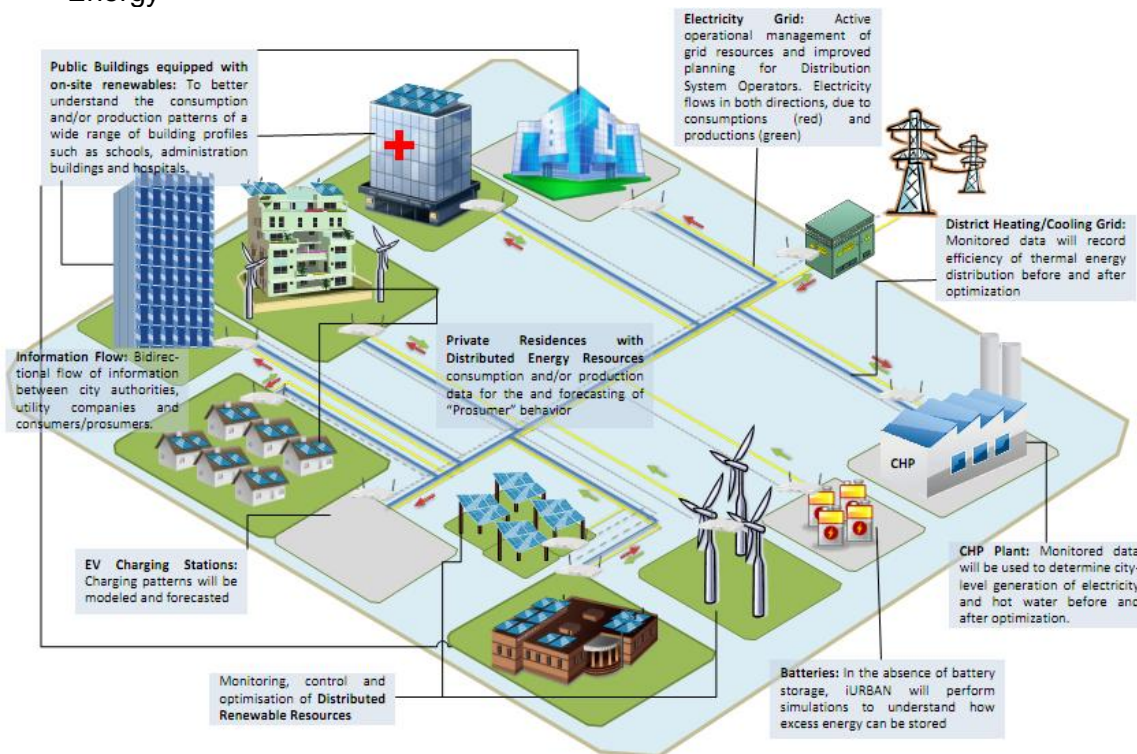 Energy
Public Buildings equipped with
on-site renewables: To better
understand the consumption
and/or production patterns of a
wide range of building profiles
such as schools, administration
buildings and hospitals.
Electricity Grid: Active
operational management of
grid resources and improved
planning for Distribution
System Operators. Electricity
flows in both directions, due to
consumptions (red) and
productions (green)
District Heating/Cooling Grid:
Monitored data will record
efficiency of thermal energy
distribution before and after
optimization
Private Residences with
Distributed Energy Resources
consumption and/or production
data for the and forecasting of
"Prosumer" behavior
Information Flow: Bidirec-
tional flow of information
between city authorities,
utility companies and
consumers/prosumers.
CHP
EV Charging Stations:
Charging patterns will be
modeled and forecasted
CHP Plant: Monitored data
will be used to determine city-
level generation of electricity
and hot water before and
after optimization.
Monitoring, control and
optimisation of Distributed
Renewable Resources
Batteries: In the absence of battery
storage, iURBAN will perform
simulations to understand how
excess energy can be stored